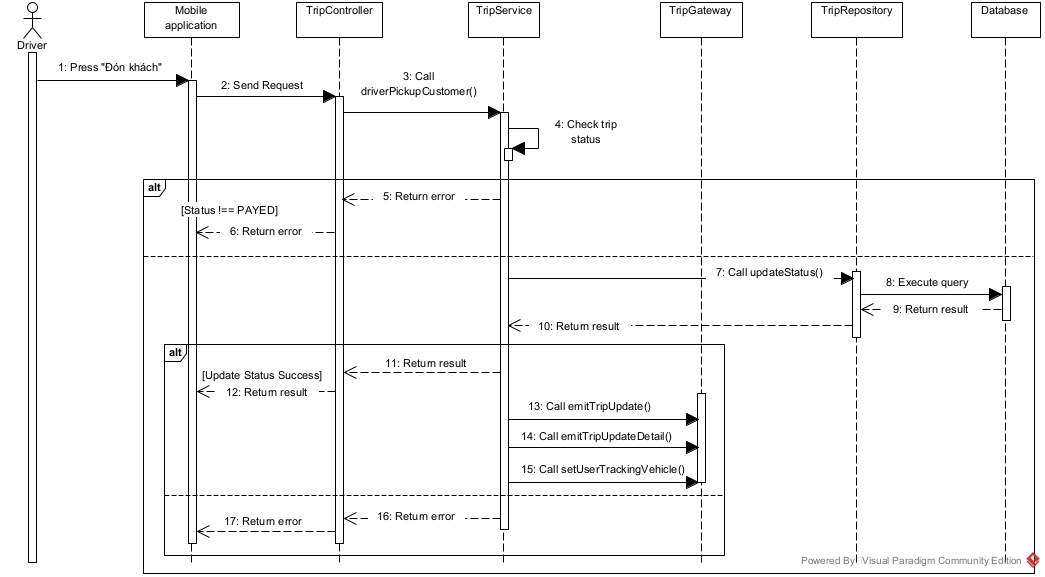 Mobile
application
TripController
TripService
TripGateway
TripRepository
Database
Driver
1: Press "Đón khách"
2: Send Request
3: Call
driverPickupCustomer()
4: Check trip
status
alt
5: Return error
[Status !== PAYED]
6: Return error
7: Call updateStatus()
8: Execute query
9: Return result
10: Return result
alt
11: Return result
[Update Status Success]
12: Return result
13: Call emitTripUpdate()
14: Call emitTripUpdateDetail()
15: Call setUserTrackingVehicle()
16: Return error
17: Return error
Powered By: Visual Paradigm Community Edition